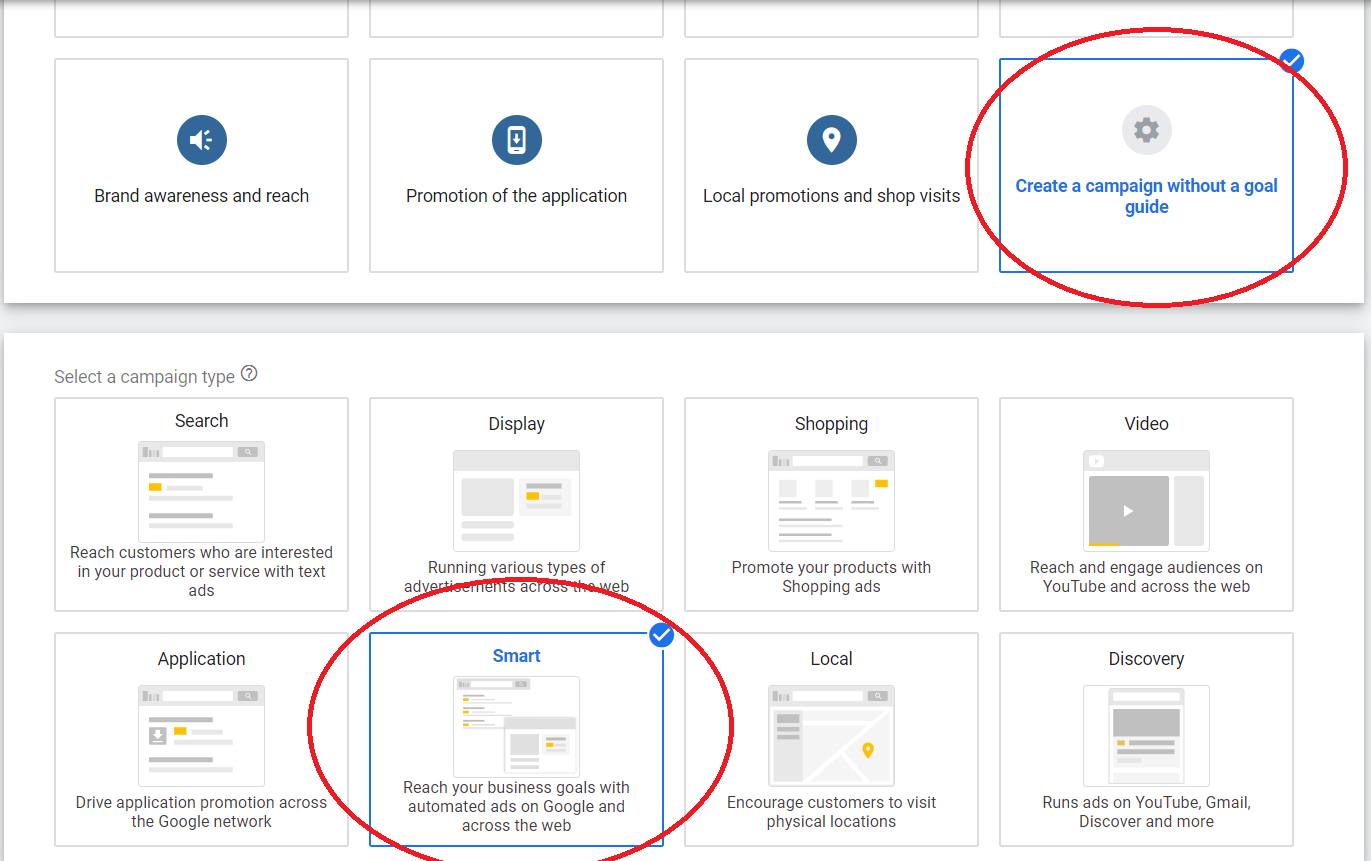 Brand awareness and reach
Promotion of the application
Local promotions and shop visits
Create a campaign without a goal
guide
Select a campaign type
Search
Reach customers who are interested
in your product or service with text
ads
Display
Running various types of
advertisements across the web
Shopping
Promote your products with
Shopping ads
Video
Reach and engage audiences on
YouTube and across the web
Application
Drive application promotion across
the Google network
Smart
Reach your business goals with
automated ads on Google and
across the web
Local
Encourage customers to visit
physical locations
Discovery
Runs ads on YouTube, Gmail,
Discover and more